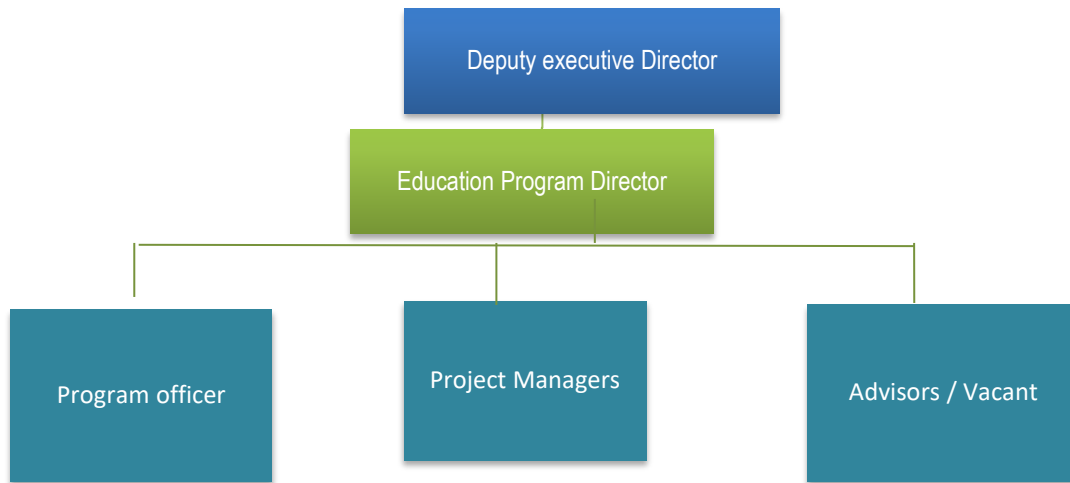 Deputy executive Director
Education Program Director
Program officer
Project Managers
Advisors / Vacant